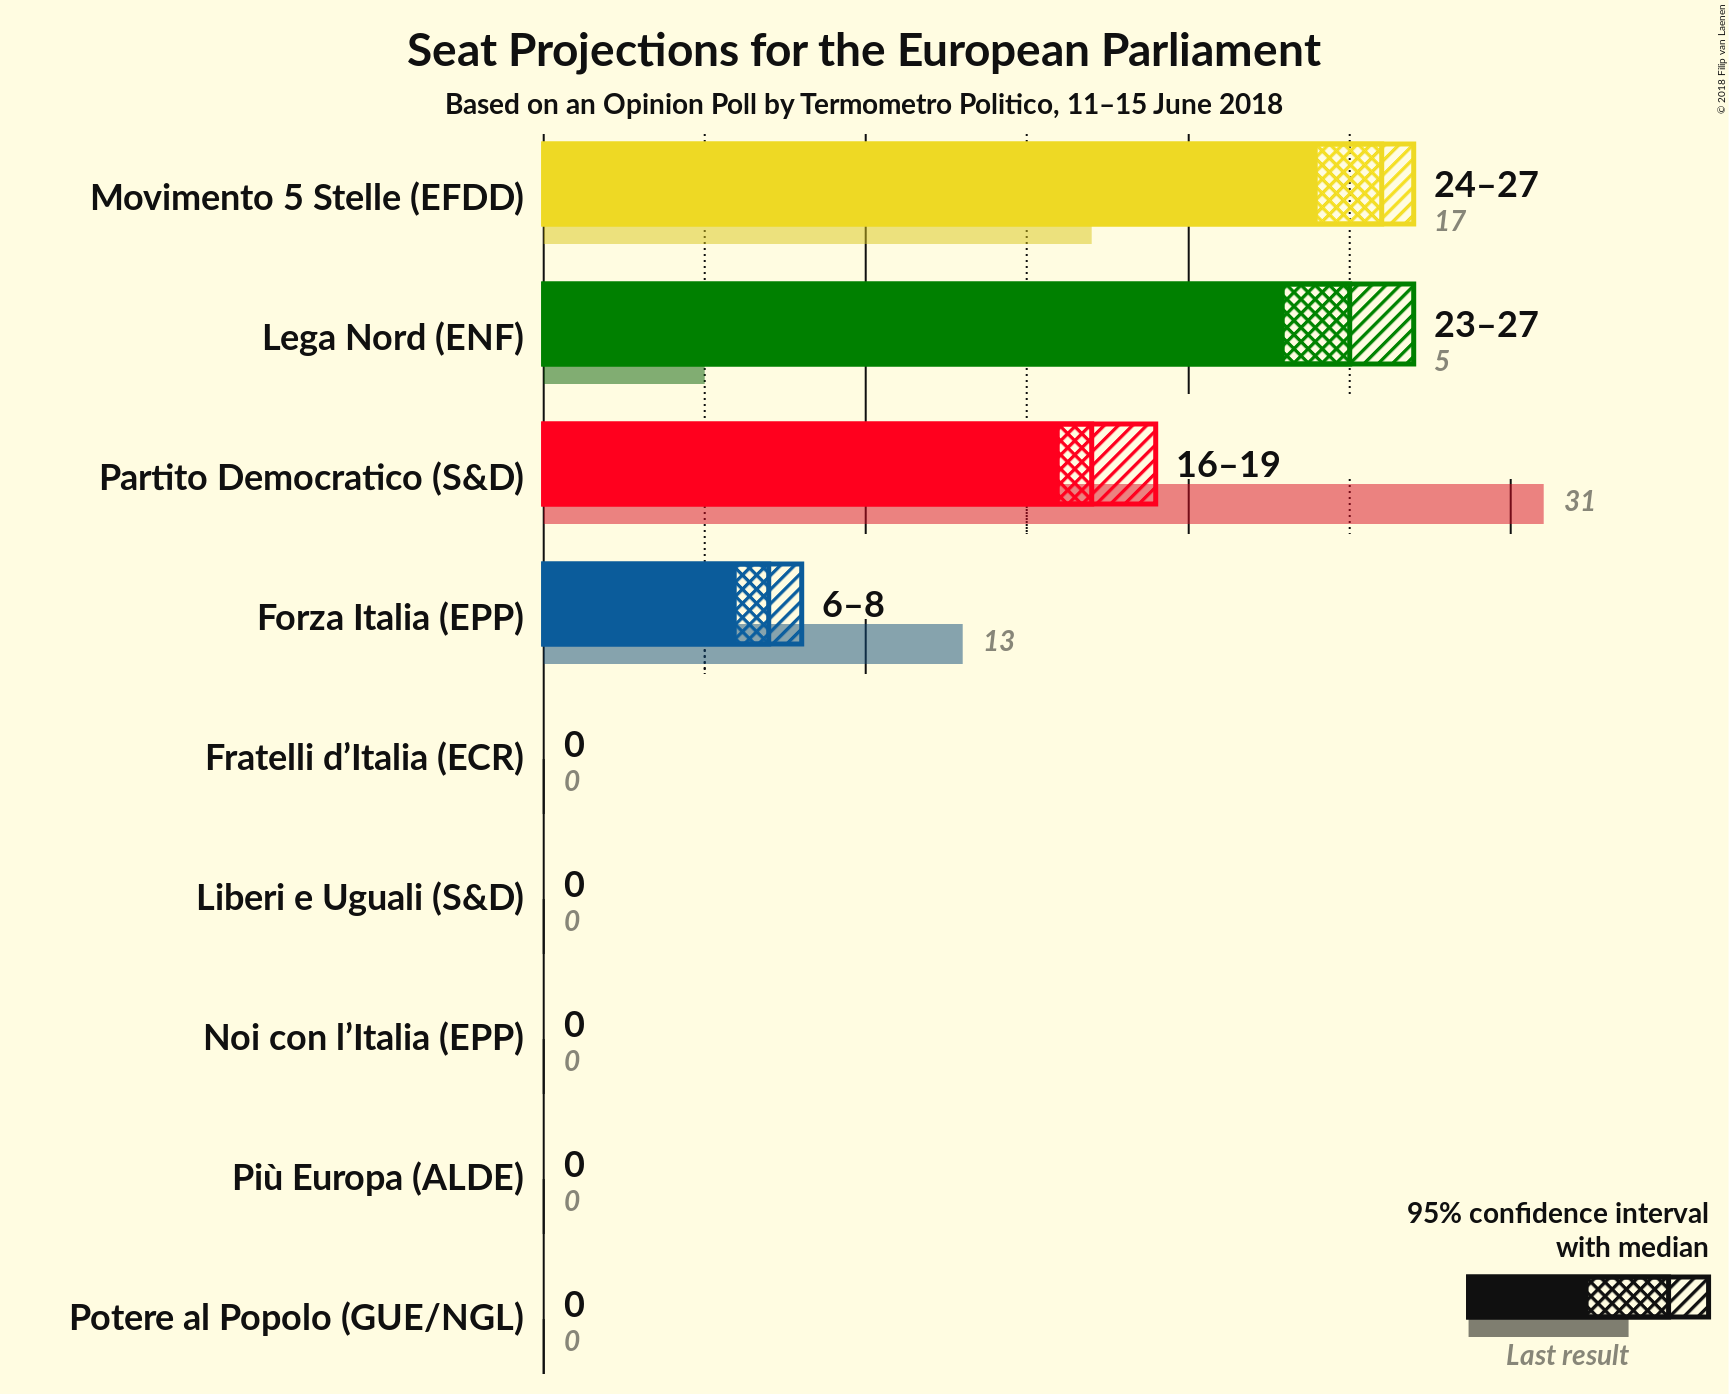 Seat Projections for the European Parliament
Based on an Opinion Poll by Termometro Politico, 11–15 June 2018
© 2018 Filip van Laenen
Movimento 5 Stelle (EFDD)
24–27
17
Lega Nord (ENF)
23–27
5
Partito Democratico (S&D)
16–19
31
Forza Italia (EPP)
6–8
13
Fratelli d’Italia (ECR)
0
0
Liberi e Uguali (S&D)
0
0
Noi con l’Italia (EPP)
0
0
Più Europa (ALDE)
0
0
Potere al Popolo (GUE/NGL)
0
0
95% confidence interval
with median
Last result